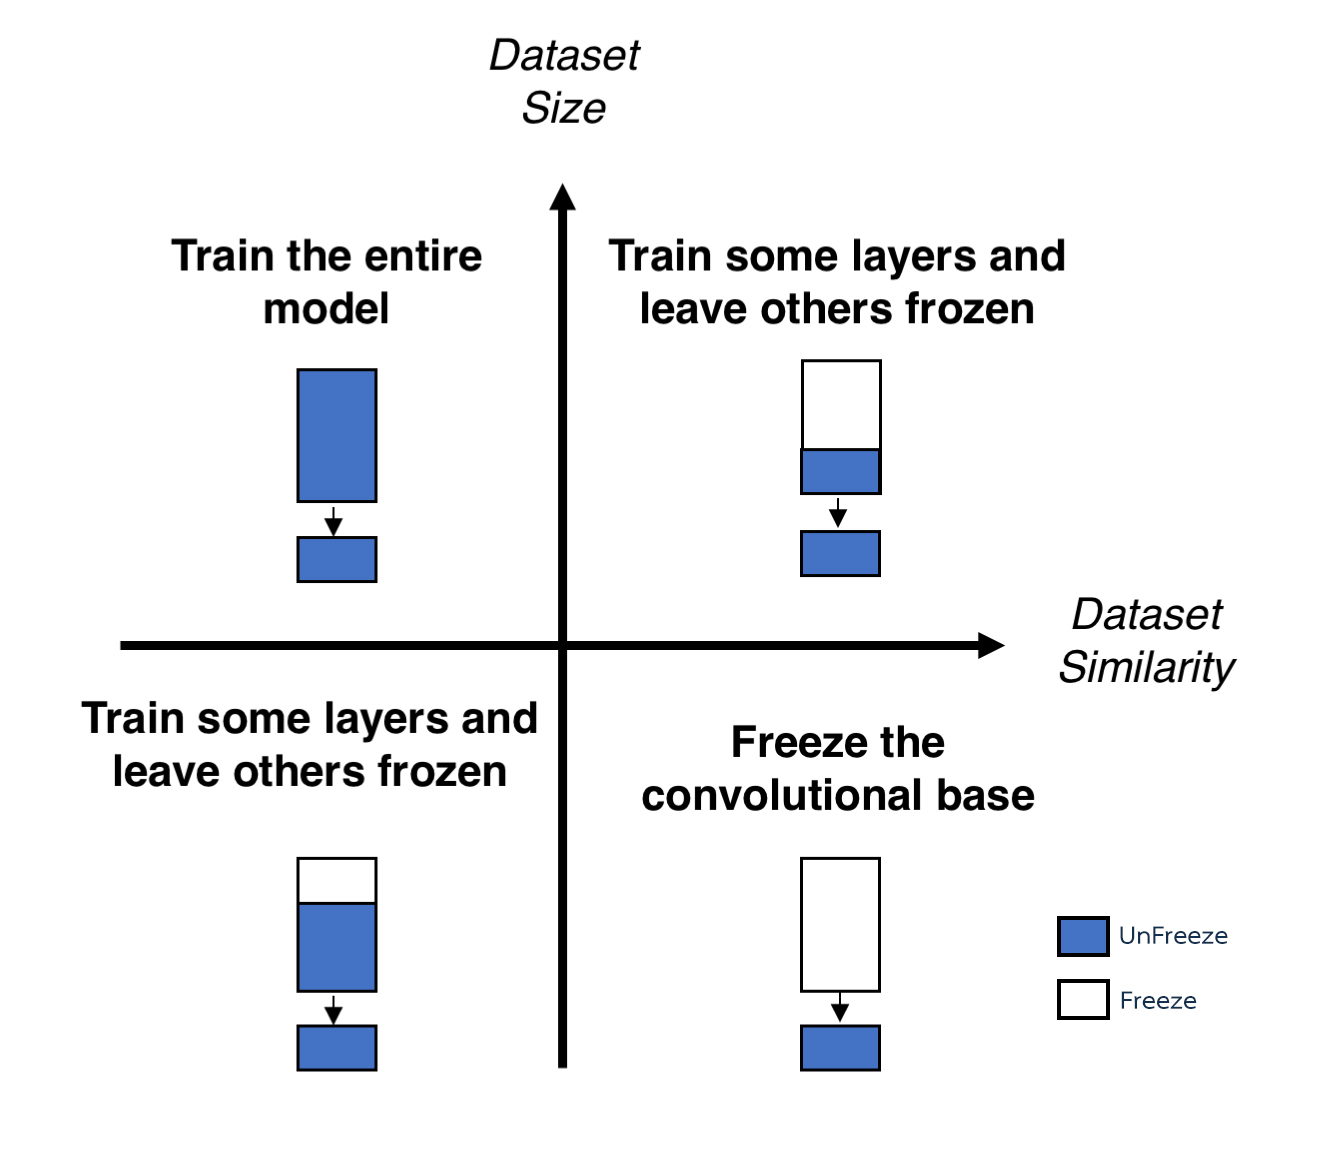 Dataset
Size
Train the entire
model
Train some layers and
leave others frozen
Dataset
Similarity
Train some layers and
leave others frozen
Freeze the
convolutional base
UnFreeze
Freeze